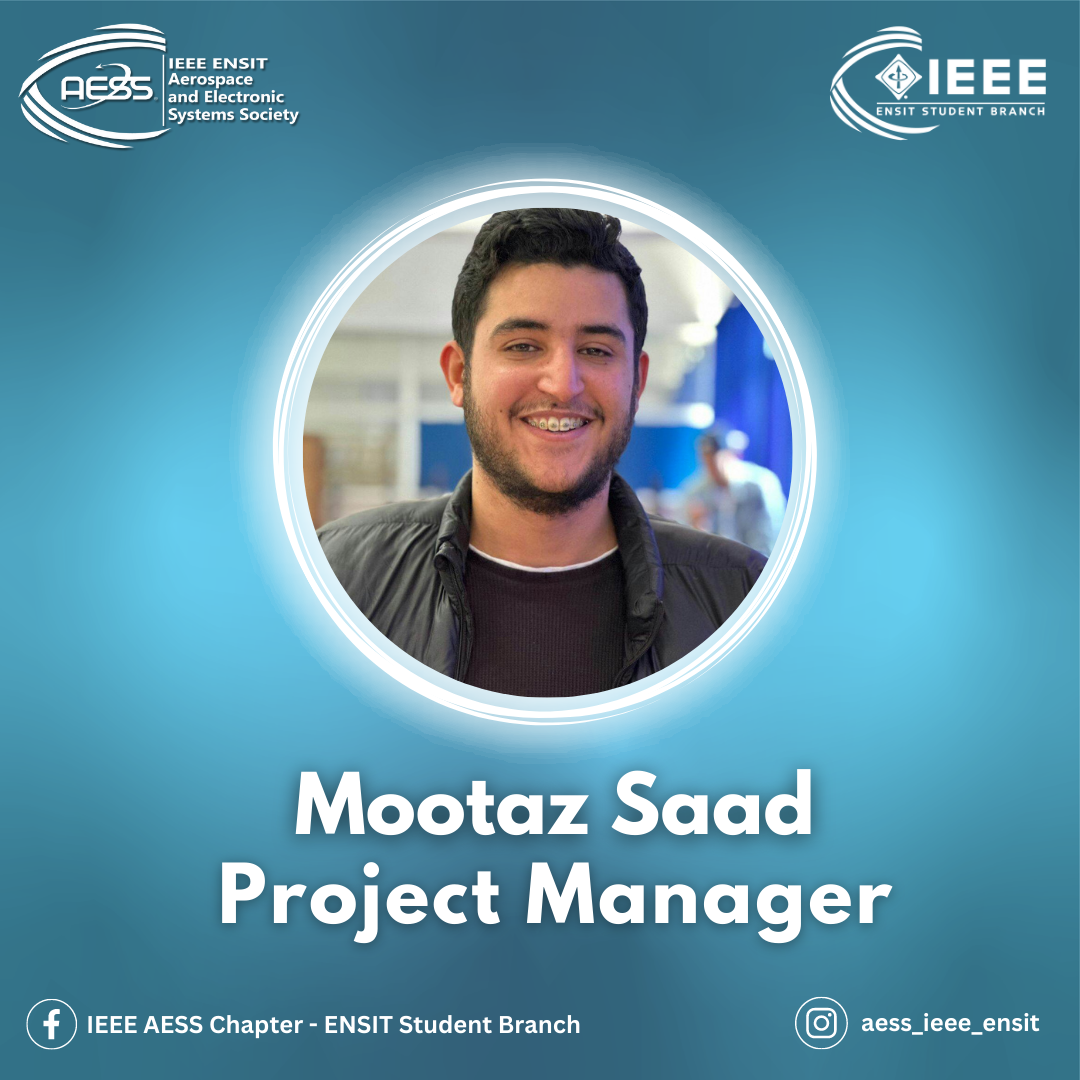 AESS
IEEE ENSIT
Aerospace
and Electronic
Systems Society
IEEE
ENSIT STUDENT BRANCH
Mootaz Saad
Project Manager
IEEE AESS Chapter - ENSIT Student Branch
aess_ieee_ensit